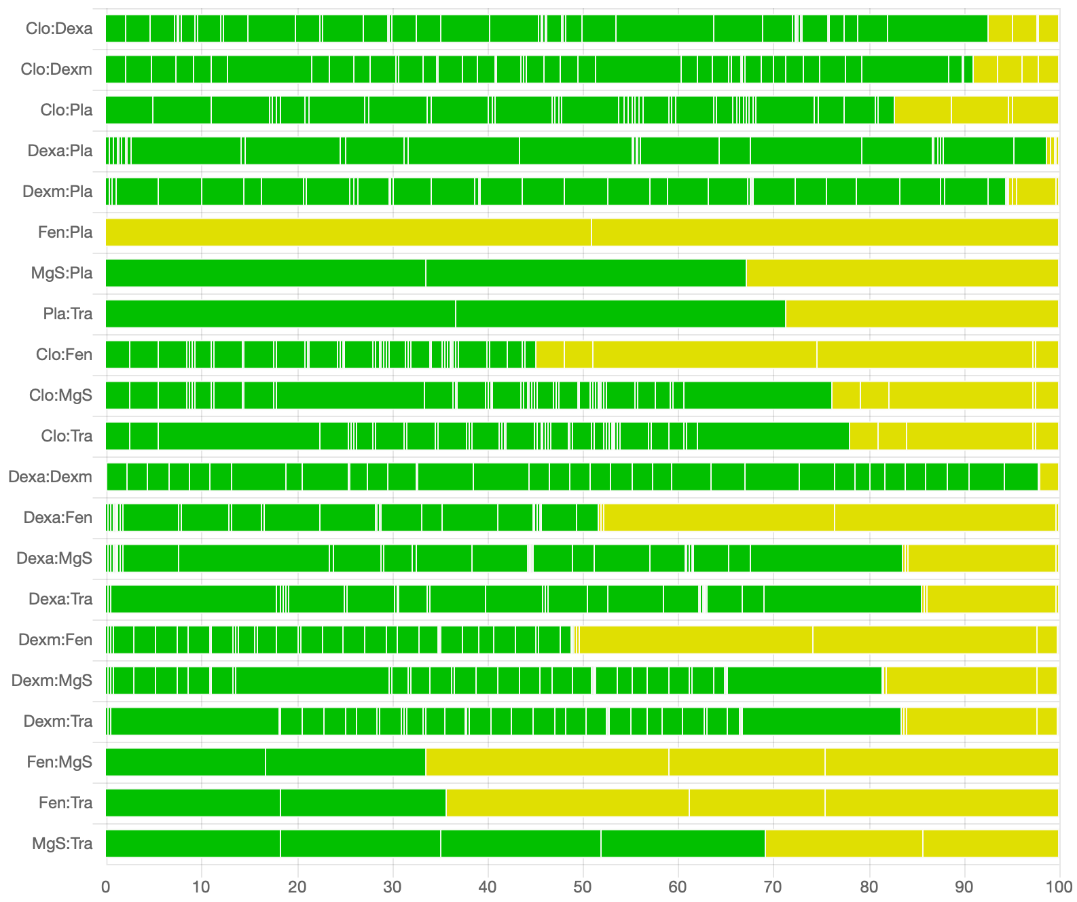 Clo:Dexa
Clo:Dexm
Clo:Pla
Dexa:Pla
Dexm:Pla
Fen:Pla
MgS:Pla
Pla:Tra
Clo:Fen
Clo:MgS
Clo:Tra
Dexa:Dexm
Dexa:Fen
Dexa:MgS
Dexa:Tra
Dexm:Fen
Dexm:MgS
Dexm:Tra
Fen:MgS
Fen:Tra
MgS:Tra
0 10 20 30 40 50 60 70 80 90 100